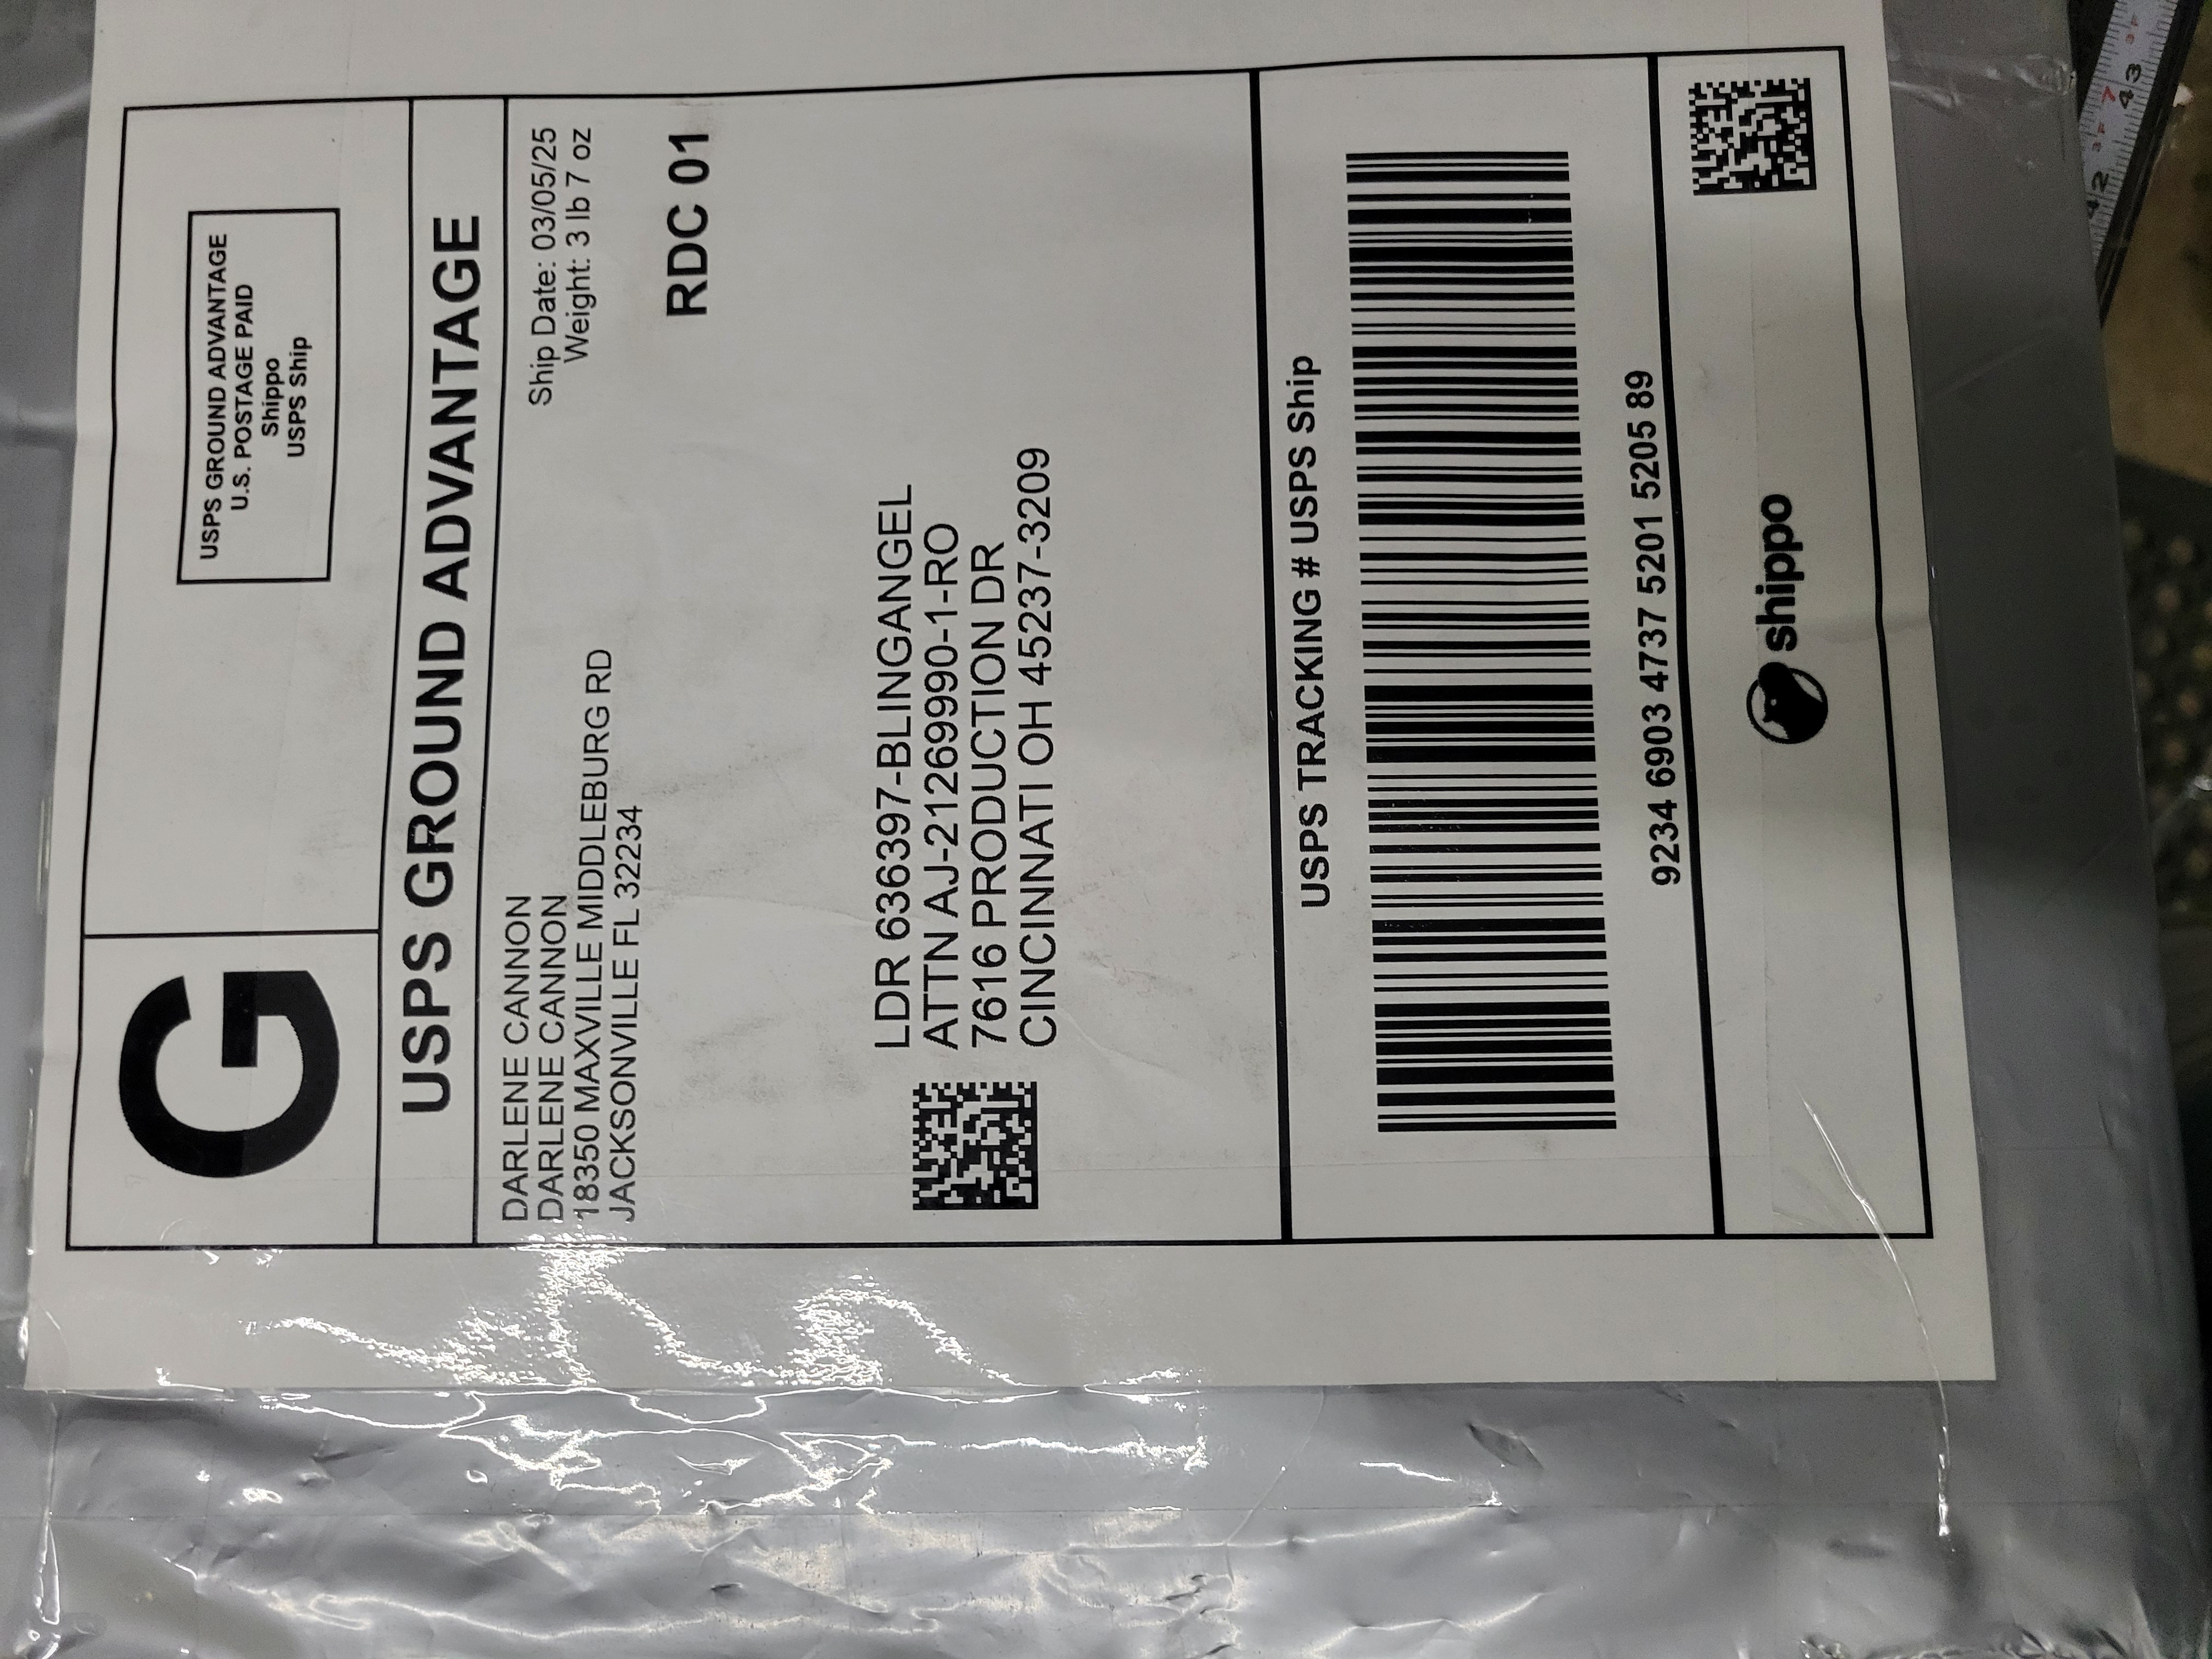 G
USPS GROUND ADVANTAGE
U.S. POSTAGE PAID
Shippo
USPS Ship
USPS GROUND ADVANTAGE
DARLENE CANNON
DARLENE CANNON
18350 MAXVILLE MIDDLEBURG RD
JACKSONVILLE FL 32234
Ship Date: 03/05/25
Weight: 3 lb 7 oz
RDC 01
LDR 636397-BLINGANGEL
ATTN AJ-212699990-1-RO
7616 PRODUCTION DR
CINCINNATI OH 45237-3209
USPS TRACKING # USPS Ship
9234 6903 4737 5201 5205 89
shippo
42 43